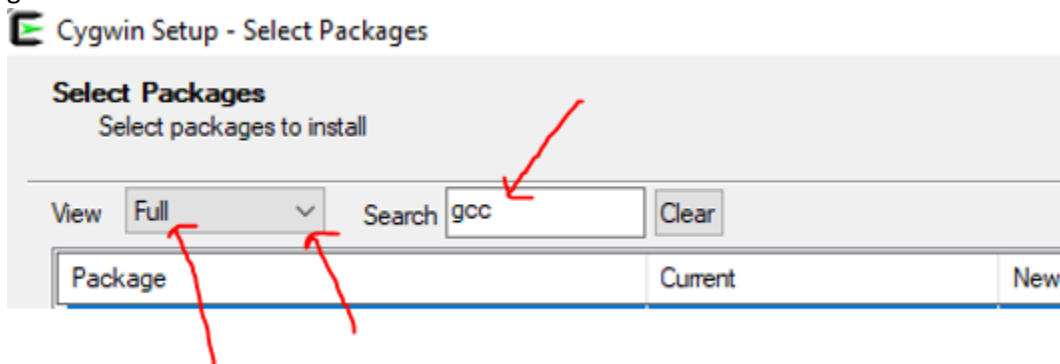 Cygwin Setup - Select Packages
Select Packages
Select packages to install
View Full Search gcc Clear
Package Current New